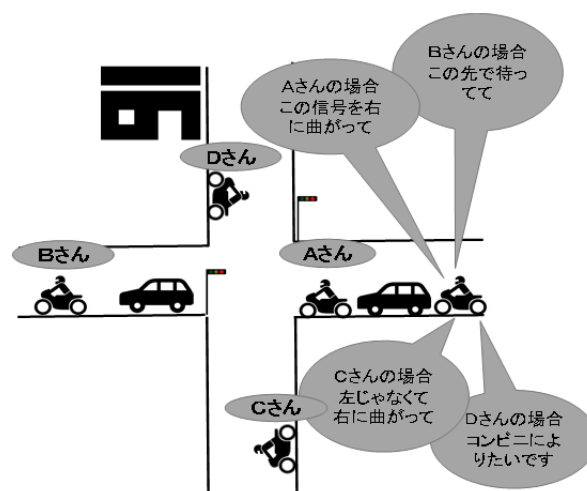 Bさんの場合
この先で待っ
てて
Aさんの場合
この信号を右
に曲がって
Dさん
Bさん
Aさん
Cさんの場合
左じゃなくて
右に曲がって
Cさん
Dさんの場合
コンビニによ
りたいです